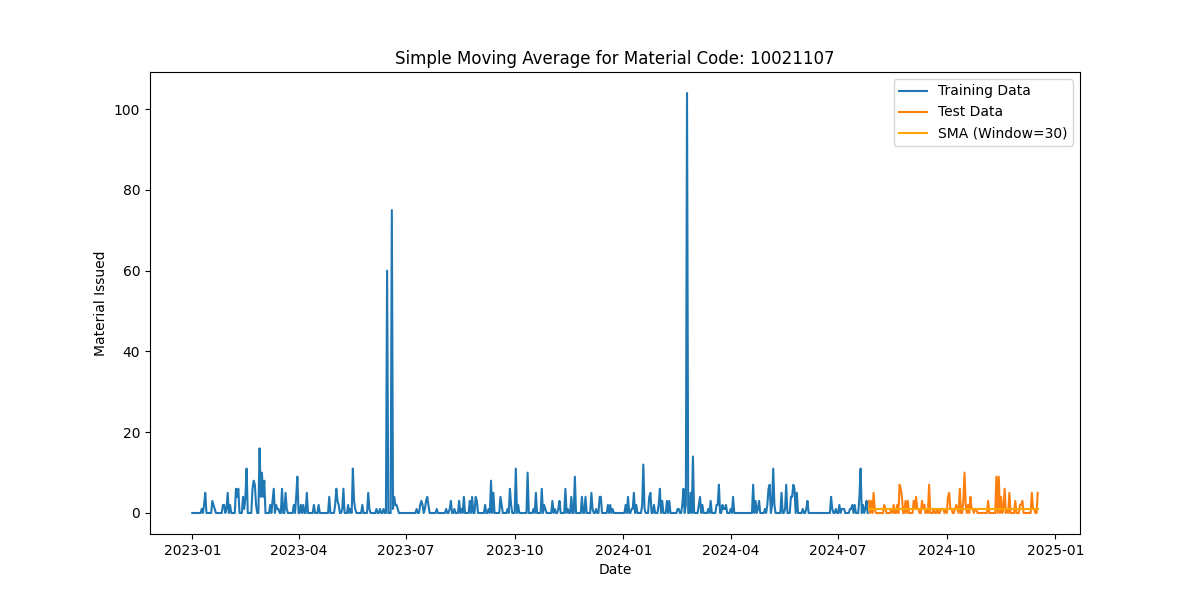 Simple Moving Average for Material Code: 10021107
Training Data
Test Data
SMA (Window=30)
Material Issued
100
80
60
40
20
0
2023-01 2023-04 2023-07 2023-10 2024-01 2024-04 2024-07 2024-10 2025-01
Date